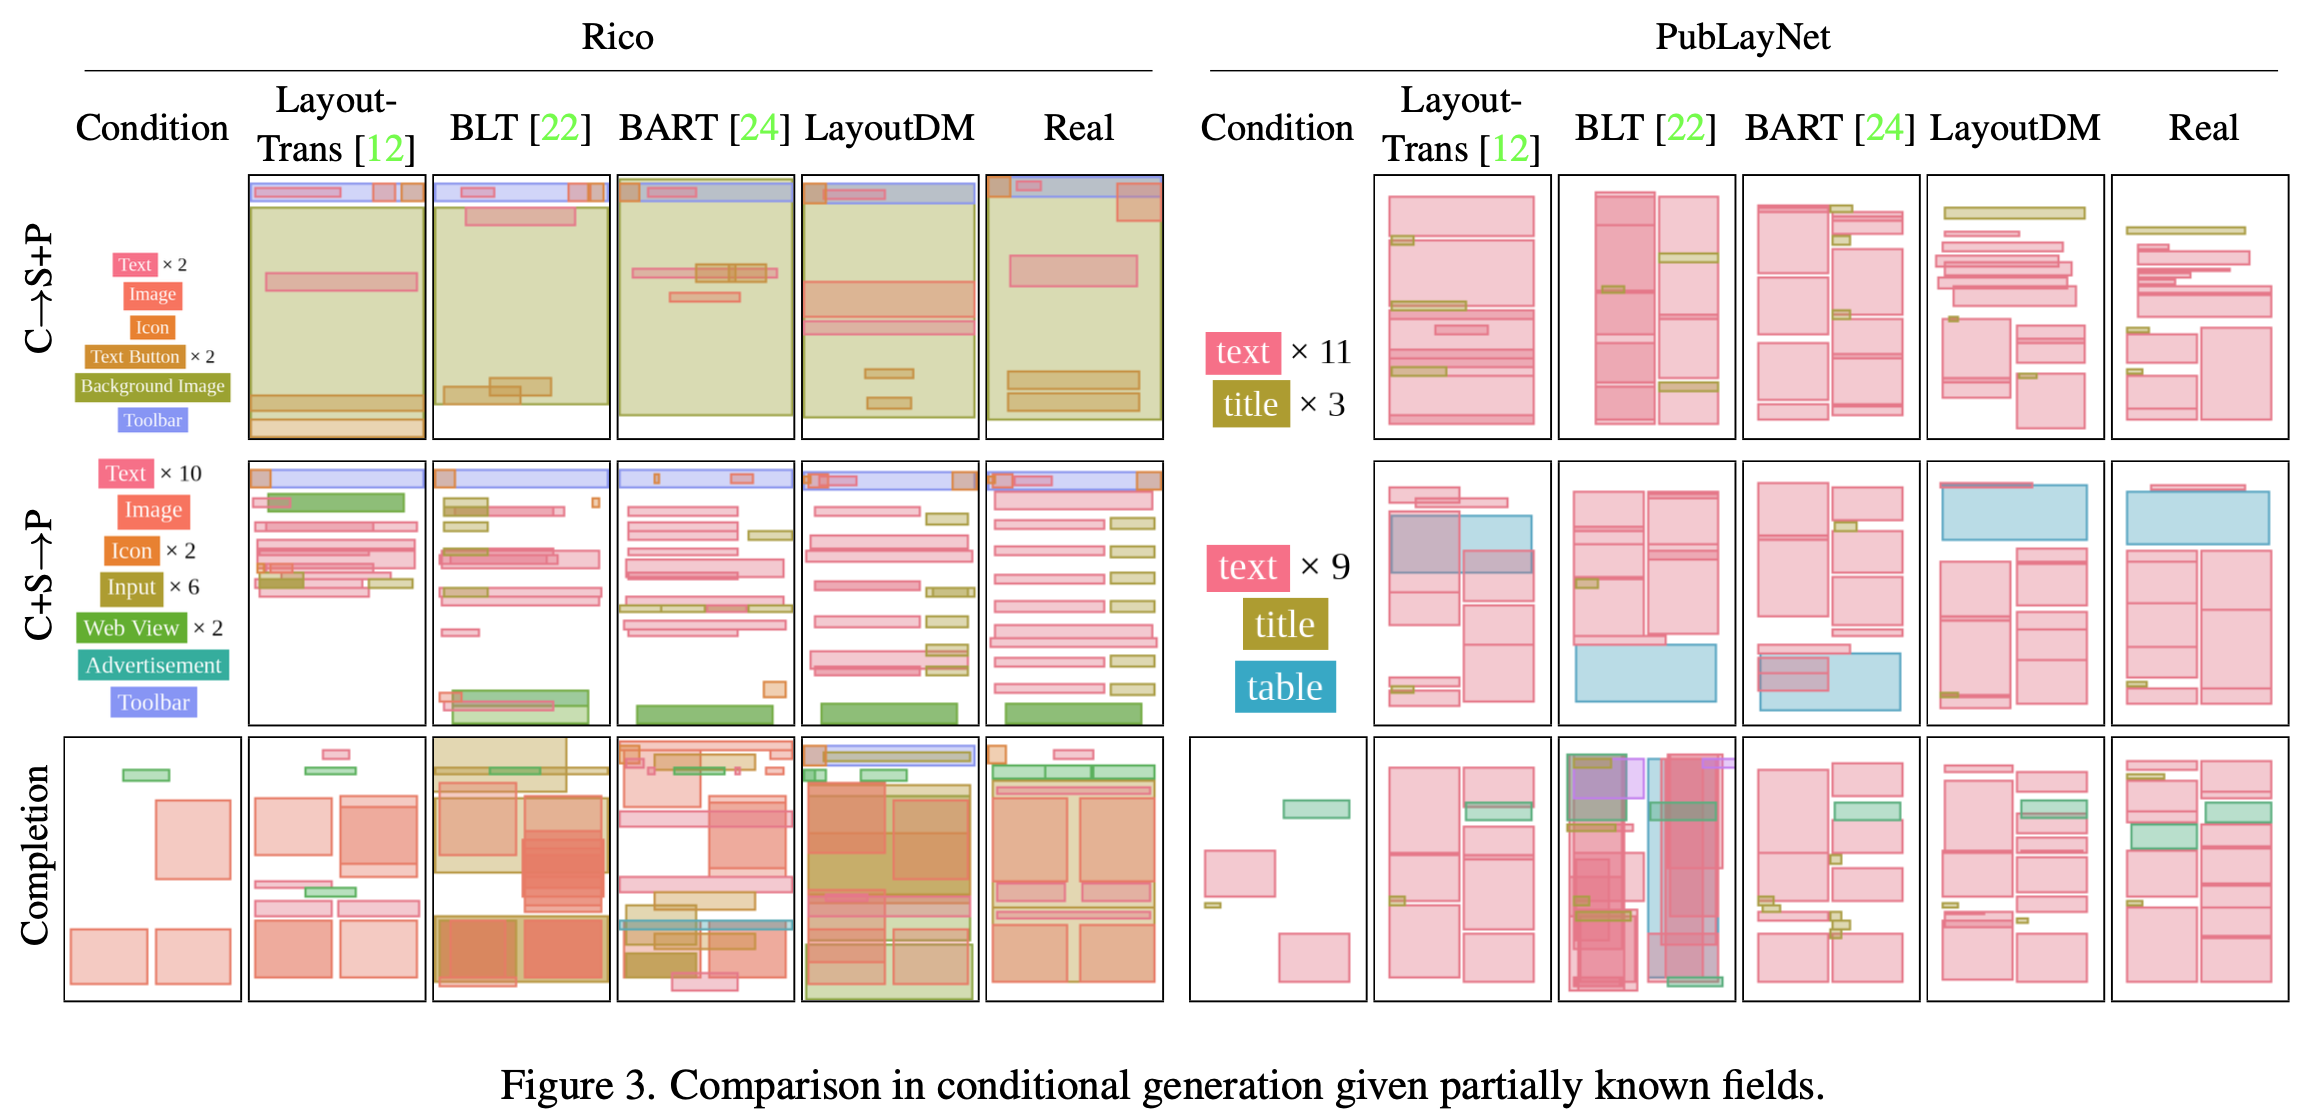 Rico
PubLayNet
Condition
Layout-
Trans [12]
BLT [22]
BART [24]
LayoutDM
Real
Condition
Layout-
Trans [12]
BLT [22]
BART [24]
LayoutDM
Real
C→S+P
Text × 2
Image
Icon
Text Button × 2
Background Image
Toolbar
text × 11
title × 3
C+S→P
Text × 10
Image
Icon × 2
Input × 6
Web View × 2
Advertisement
Toolbar
text × 9
title
table
Completion
Figure 3. Comparison in conditional generation given partially known fields.